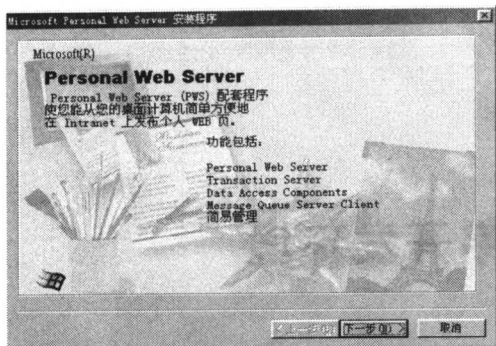 Microsoft Personal Web Server 安装程序
Microsoft(R)
Personal Web Server
Personal Web Server (PWS) 配套程序
使您能从您的桌面计算机简单方便地
在 Intranet 上发布个人 WEB 页。
功能包括:
Personal Web Server
Transaction Server
Data Access Components
Message Queue Server Client
简易管理
<上一步(B) 下一步(N) > 取消